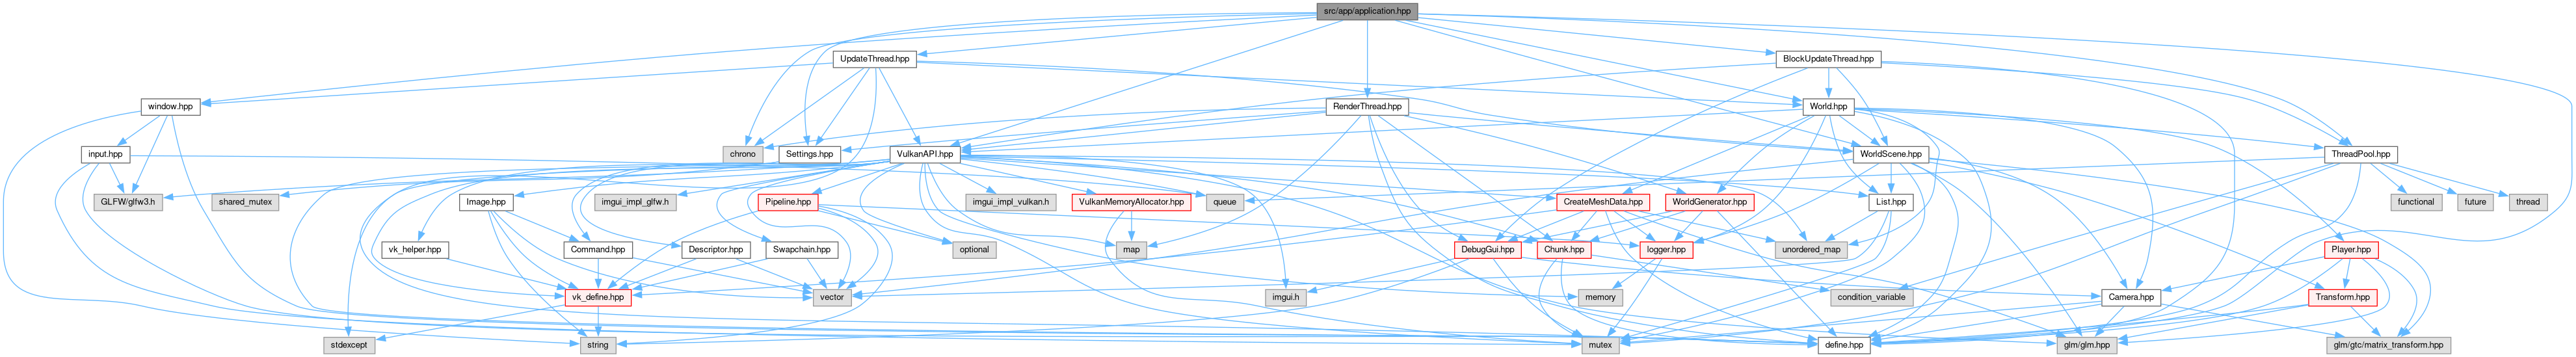 src/app/application.hpp
UpdateThread.hpp
BlockUpdateThread.hpp
window.hpp
RenderThread.hpp
World.hpp
input.hpp
chrono
Settings.hpp
VulkanAPI.hpp
WorldScene.hpp
ThreadPool.hpp
GLFW/glfw3.h
shared_mutex
Image.hpp
imgui_impl_glfw.h
Pipeline.hpp
imgui_impl_vulkan.h
VulkanMemoryAllocator.hpp
queue
CreateMeshData.hpp
WorldGenerator.hpp
List.hpp
functional
future
thread
vk_helper.hpp
Command.hpp
Descriptor.hpp
Swapchain.hpp
optional
map
DebugGui.hpp
Chunk.hpp
logger.hpp
unordered_map
Player.hpp
vk_define.hpp
vector
imgui.h
memory
condition_variable
Camera.hpp
Transform.hpp
stdexcept
string
mutex
define.hpp
glm/glm.hpp
glm/gtc/matrix_transform.hpp